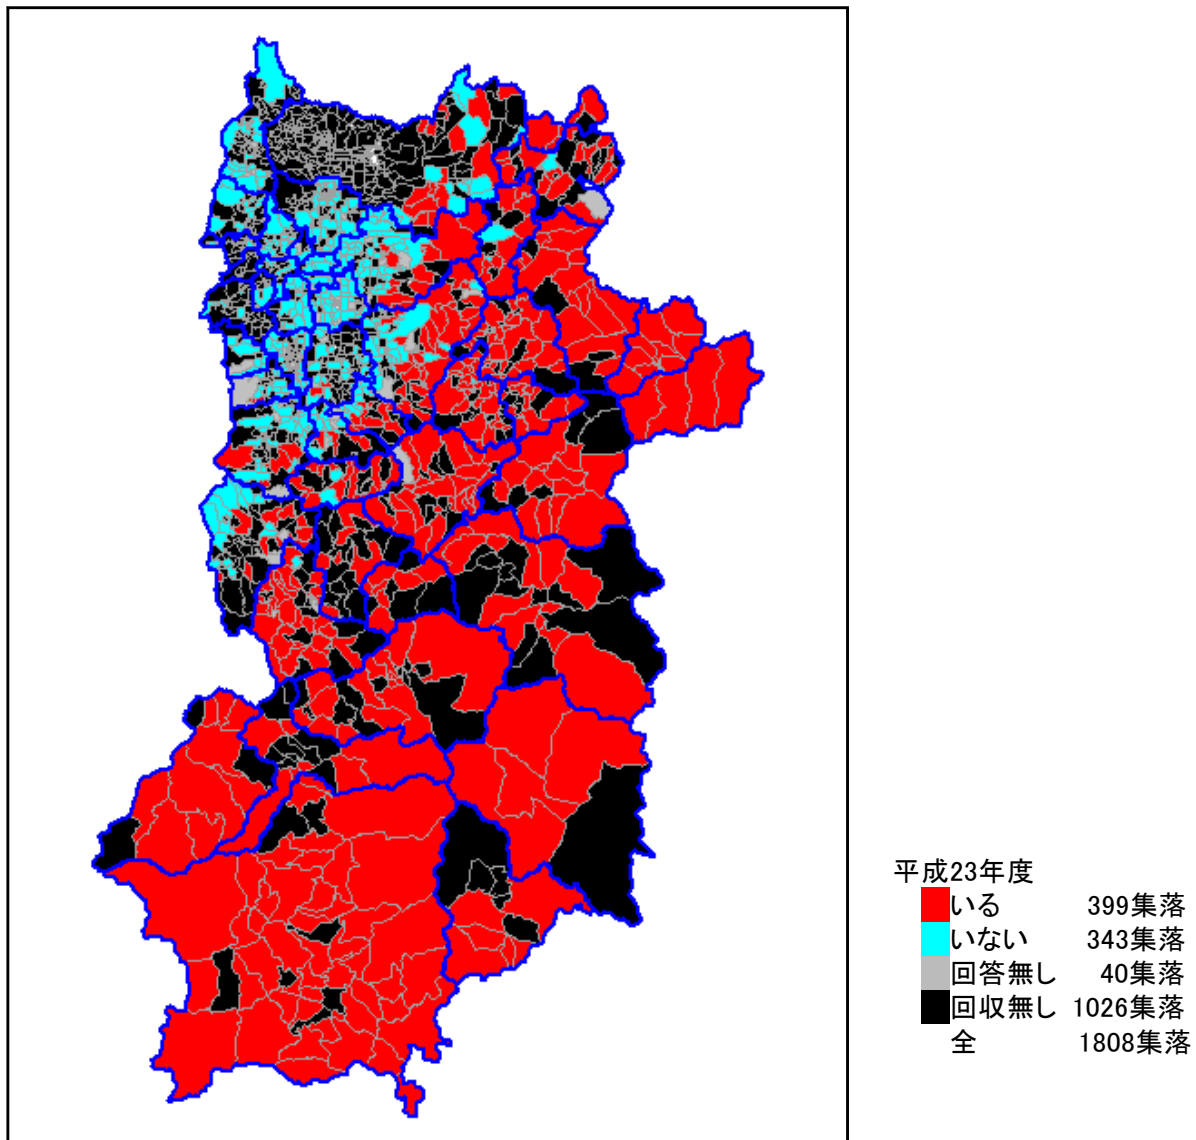 平成23年度
いる 399集落
いない 343集落
回答無し 40集落
回収無し 1026集落
全 1808集落